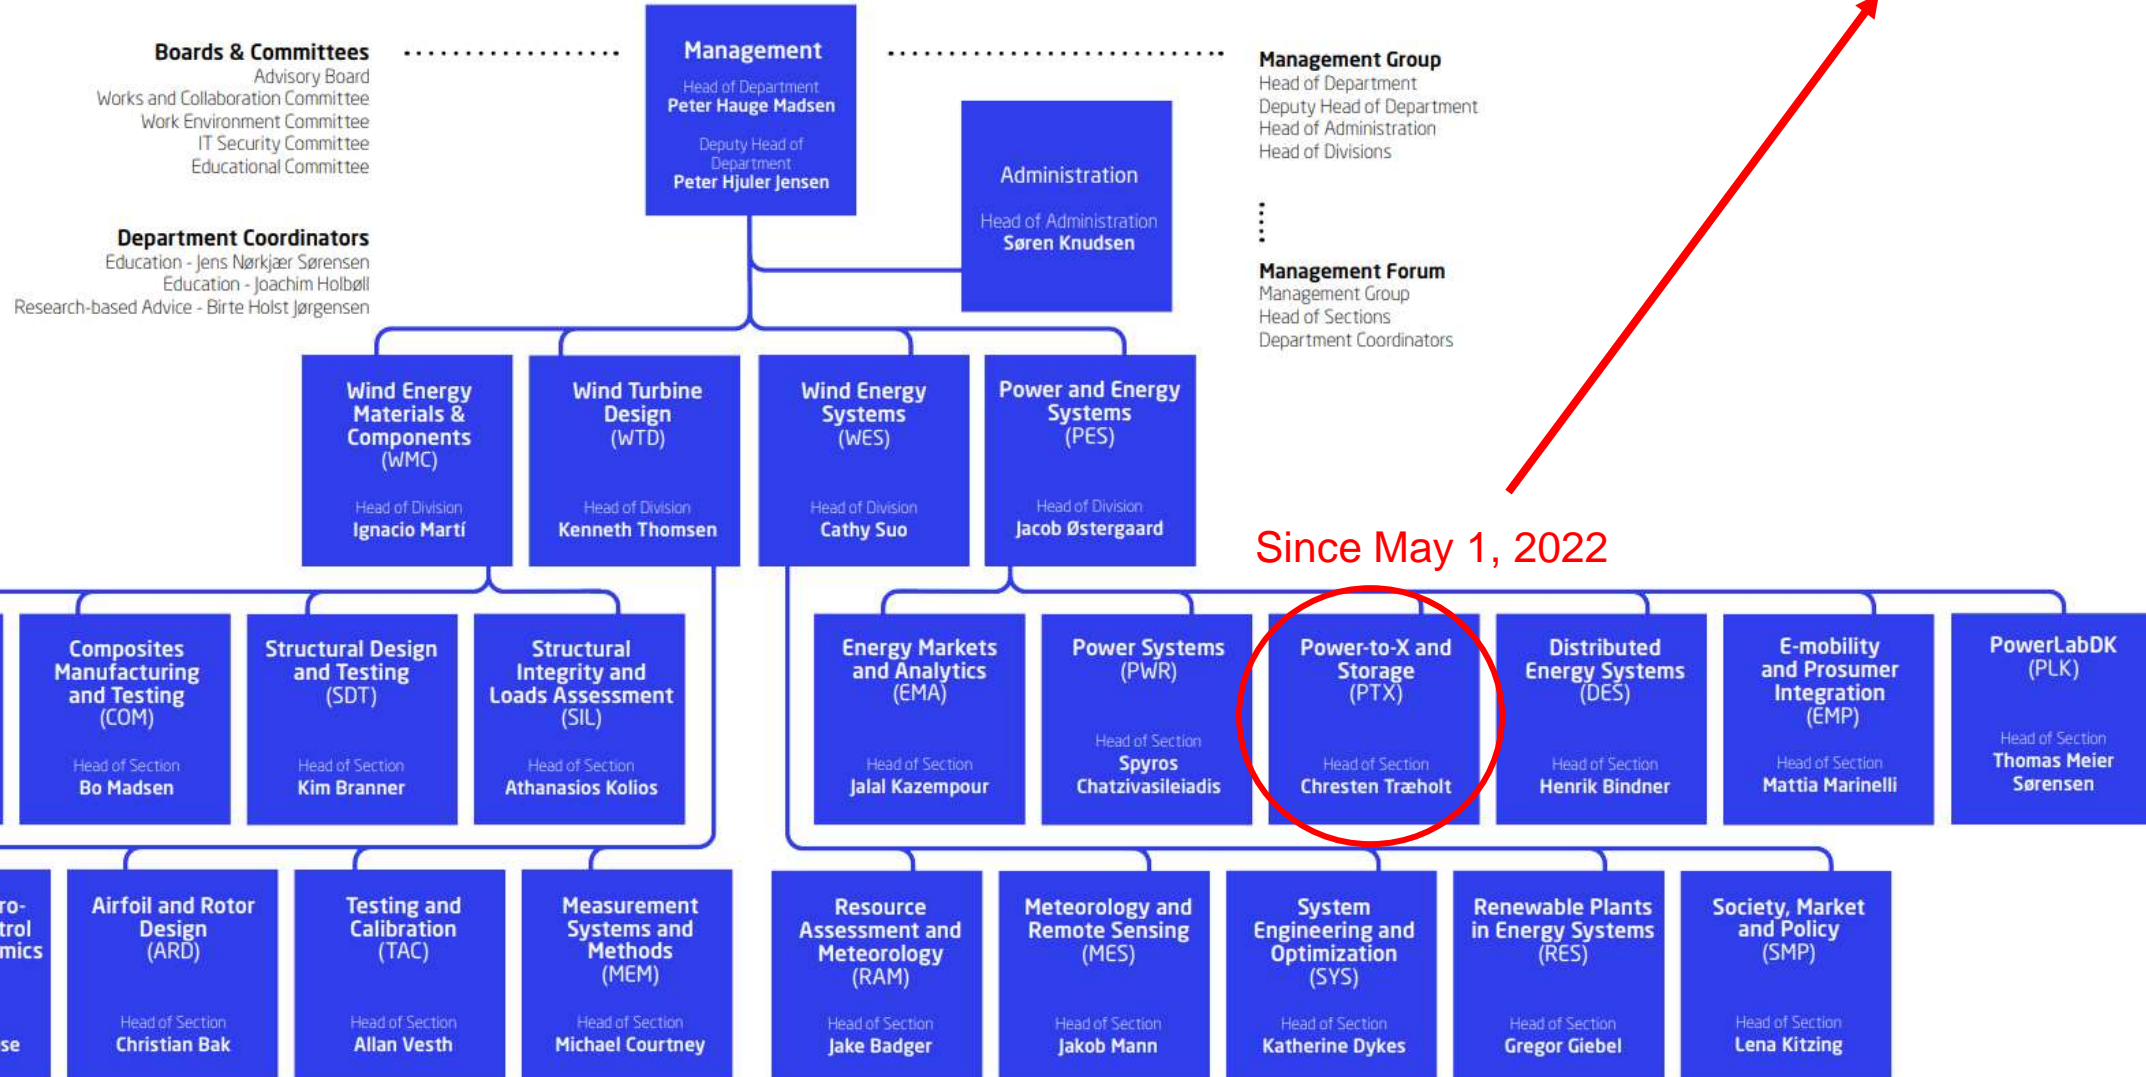 Boards & Committees
Advisory Board
Works and Collaboration Committee
Work Environment Committee
IT Security Committee
Educational Committee
Department Coordinators
Education - Jens Nørkjær Sørensen
Education - Joachim Holbøll
Research-based Advice - Birte Holst Jørgensen
Management
Head of Department
Peter Hauge Madsen
Deputy Head of
Department
Peter Hjuler Jensen
Administration
Head of Administration
Søren Knudsen
Management Group
Head of Department
Deputy Head of Department
Head of Administration
Head of Divisions
Management Forum
Management Group
Head of Sections
Department Coordinators
Wind Energy
Materials &
Components
(WMC)
Head of Division
Ignacio Martí
Wind Turbine
Design
(WTD)
Head of Division
Kenneth Thomsen
Wind Energy
Systems
(WES)
Head of Division
Cathy Suo
Power and Energy
Systems
(PES)
Head of Division
Jacob Østergaard
Since May 1, 2022
Composites
Manufacturing
and Testing
(COM)
Head of Section
Bo Madsen
Structural Design
and Testing
(SDT)
Head of Section
Kim Branner
Structural
Integrity and
Loads Assessment
(SIL)
Head of Section
Athanasios Kolios
Energy Markets
and Analytics
(EMA)
Head of Section
Jalal Kazempour
Power Systems
(PWR)
Head of Section
Spyros
Chatzivasileiadis
Power-to-X and
Storage
(PTX)
Head of Section
Chresten Træholt
Distributed
Energy Systems
(DES)
Head of Section
Henrik Bindner
E-mobility
and Prosumer
Integration
(EMP)
Head of Section
Mattia Marinelli
PowerLabDK
(PLK)
Head of Section
Thomas Meier
Sørensen
ro-
trol
mics
se
Airfoil and Rotor
Design
(ARD)
Head of Section
Christian Bak
Testing and
Calibration
(TAC)
Head of Section
Allan Vesth
Measurement
Systems and
Methods
(MEM)
Head of Section
Michael Courtney
Resource
Assessment and
Meteorology
(RAM)
Head of Section
Jake Badger
Meteorology and
Remote Sensing
(MES)
Head of Section
Jakob Mann
System
Engineering and
Optimization
(SYS)
Head of Section
Katherine Dykes
Renewable Plants
in Energy Systems
(RES)
Head of Section
Gregor Giebel
Society, Market
and Policy
(SMP)
Head of Section
Lena Kitzing